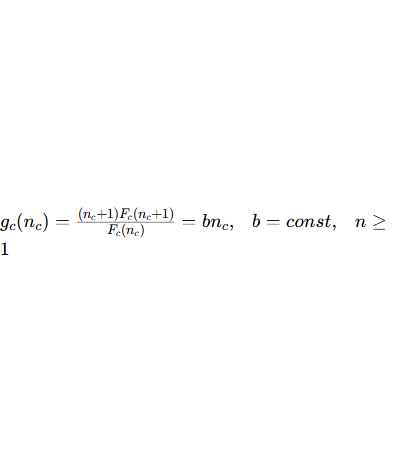 g_c(n_c) = \frac{(n_c+1)F_c(n_c+1)}{F_c(n_c)} = bn_c, b = const, n ≥
1